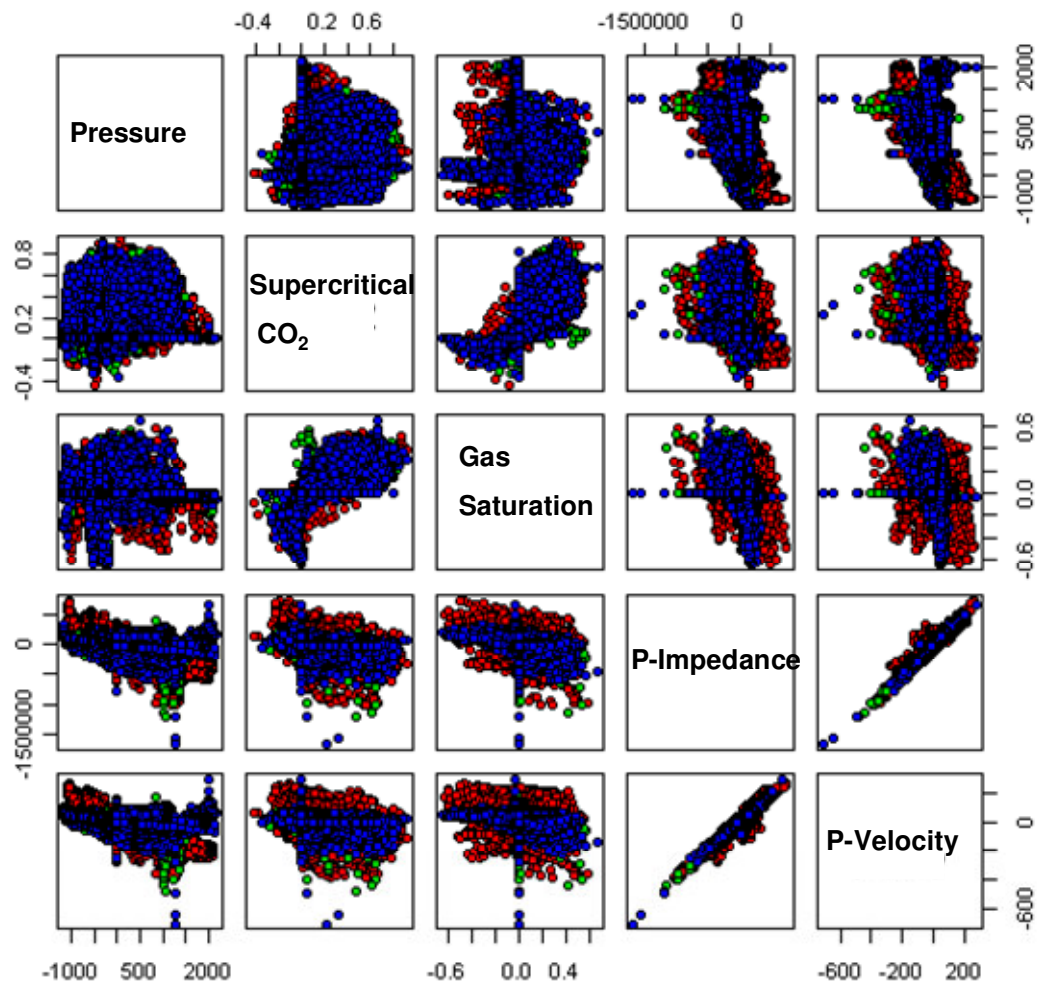 -0.4 0.2 0.6 -1500000 0
Pressure
2000
500
-1000
0.8
0.2
-0.4
Supercritical
CO₂
Gas
Saturation
0.6
0.0
-0.6
0
-1500000
P-Impedance
P-Velocity
0
-600
-1000 500 2000 -0.6 0.0 0.4 -600 -200 200